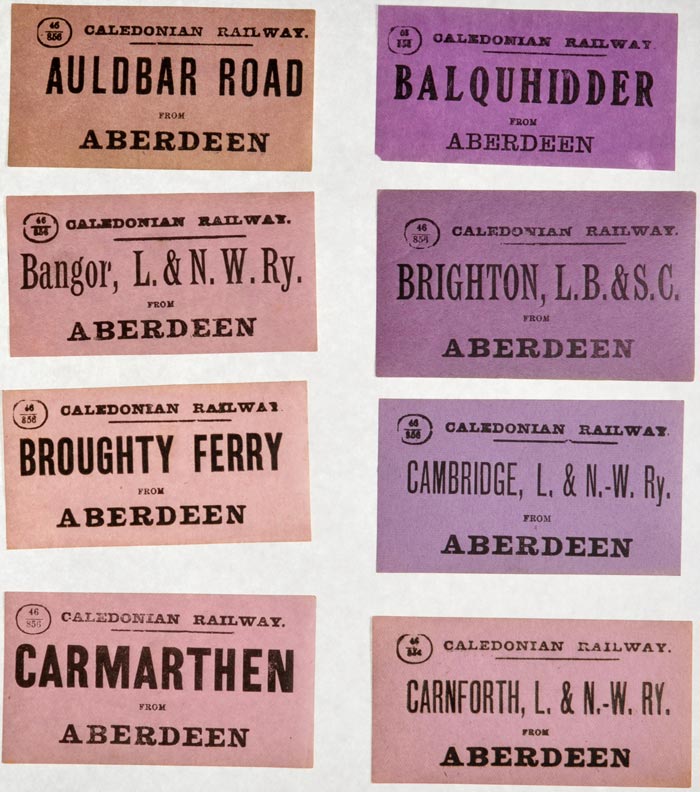 46
856
CALEDONIAN RAILWAY.
AULDBAR ROAD
FROM
ABERDEEN
CALEDONIAN RAILWAY.
BALQUHIDDER
FROM
ABERDEEN
46
856
CALEDONIAN RAILWAY.
Bangor, L. & N. W. Ry.
FROM
ABERDEEN
46
856
CALEDONIAN RAILWAY.
BRIGHTON, L.B.&S.C.
FROM
ABERDEEN
46
856
CALEDONIAN RAILWAY.
BROUGHTY FERRY
FROM
ABERDEEN
46
856
CALEDONIAN RAILWAY.
CAMBRIDGE, L. & N.-W. Ry.
FROM
ABERDEEN
46
856
CALEDONIAN RAILWAY.
CARMARTHEN
FROM
ABERDEEN
46
CALEDONIAN RAILWAY.
CARNFORTH, L. & N.-W. RY.
FROM
ABERDEEN